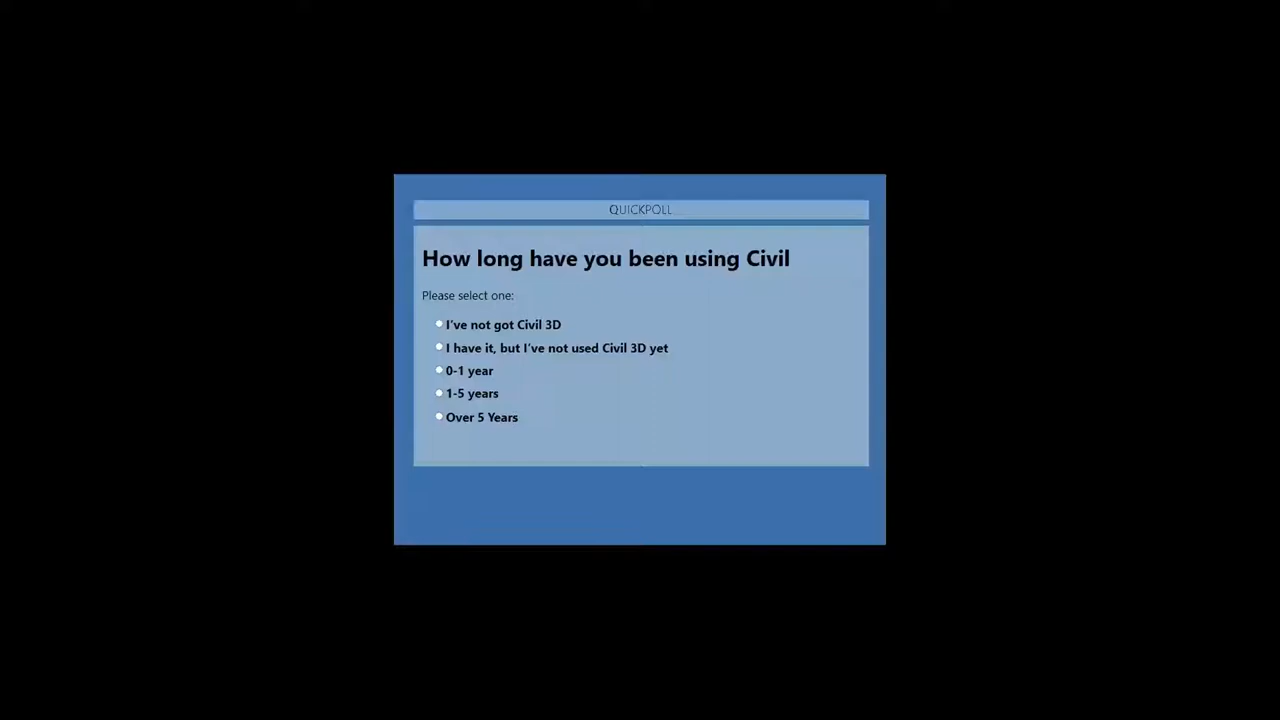 QUICKPOLL
How long have you been using Civil
Please select one:
I've not got Civil 3D
I have it, but I've not used Civil 3D yet
0-1 year
1-5 years
Over 5 Years